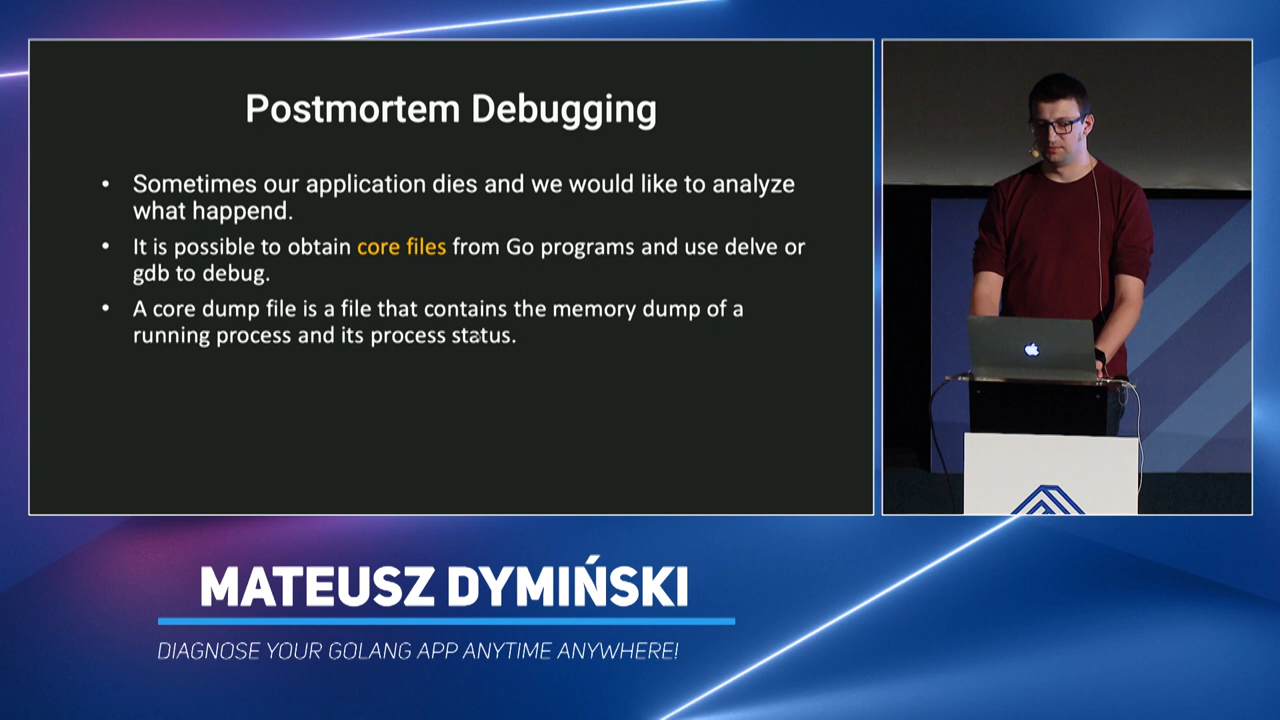 Postmortem Debugging
• Sometimes our application dies and we would like to analyze
what happend.
• It is possible to obtain core files from Go programs and use delve or
gdb to debug.
• A core dump file is a file that contains the memory dump of a
running process and its process status.
MATEUSZ DYMIŃSKI
DIAGNOSE YOUR GOLANG APP ANYTIME ANYWHERE!